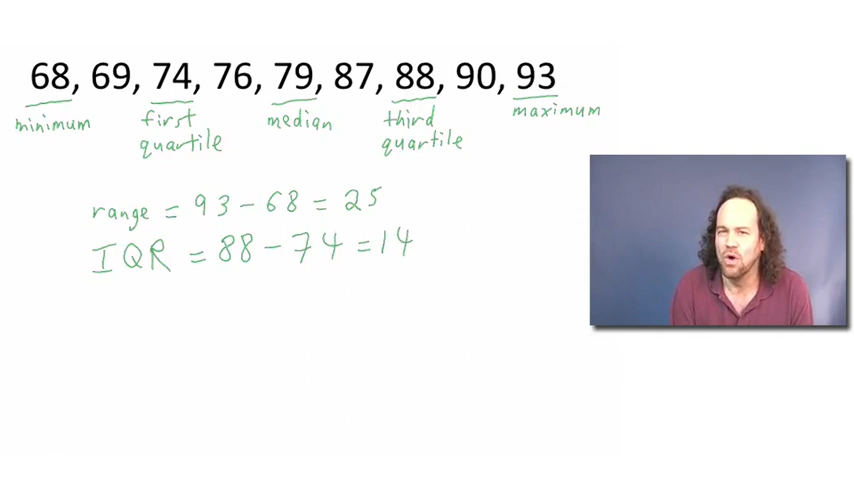 68, 69, 74, 76, 79, 87, 88, 90, 93
minimum first median third maximum
quartile quartile
range = 93 - 68 = 25
IQR = 88 - 74 = 14